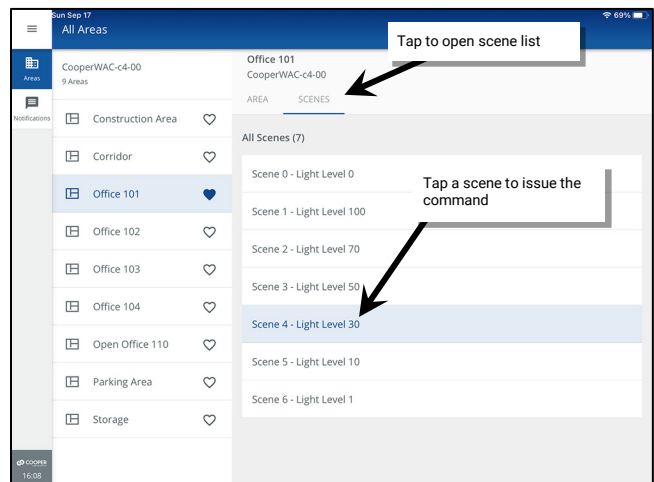 Sun Sep 17
69%
All Areas
Tap to open scene list
Areas
Notifications
CooperWAC-c4-00
9 Areas
Construction Area
Corridor
Office 101
Office 102
Office 103
Office 104
Open Office 110
Parking Area
Storage
Office 101
CooperWAC-c4-00
AREA SCENES
All Scenes (7)
Scene 0 - Light Level 0
Scene 1 - Light Level 100
Scene 2 - Light Level 70
Scene 3 - Light Level 50
Scene 4 - Light Level 30
Scene 5 - Light Level 10
Scene 6 - Light Level 1
Tap a scene to issue the
command
COOPER
16:08